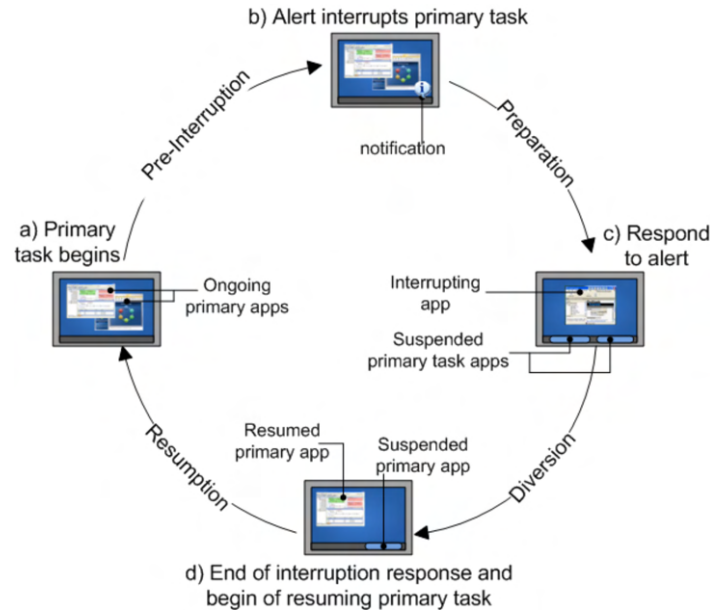 b) Alert interrupts primary task
notification
Pre-Interruption
Preparation
a) Primary
task begins
Ongoing
primary apps
c) Respond
to alert
Interrupting
app
Suspended
primary task apps
Resumed
primary app
Suspended
primary app
Resumption
Diversion
d) End of interruption response and
begin of resuming primary task